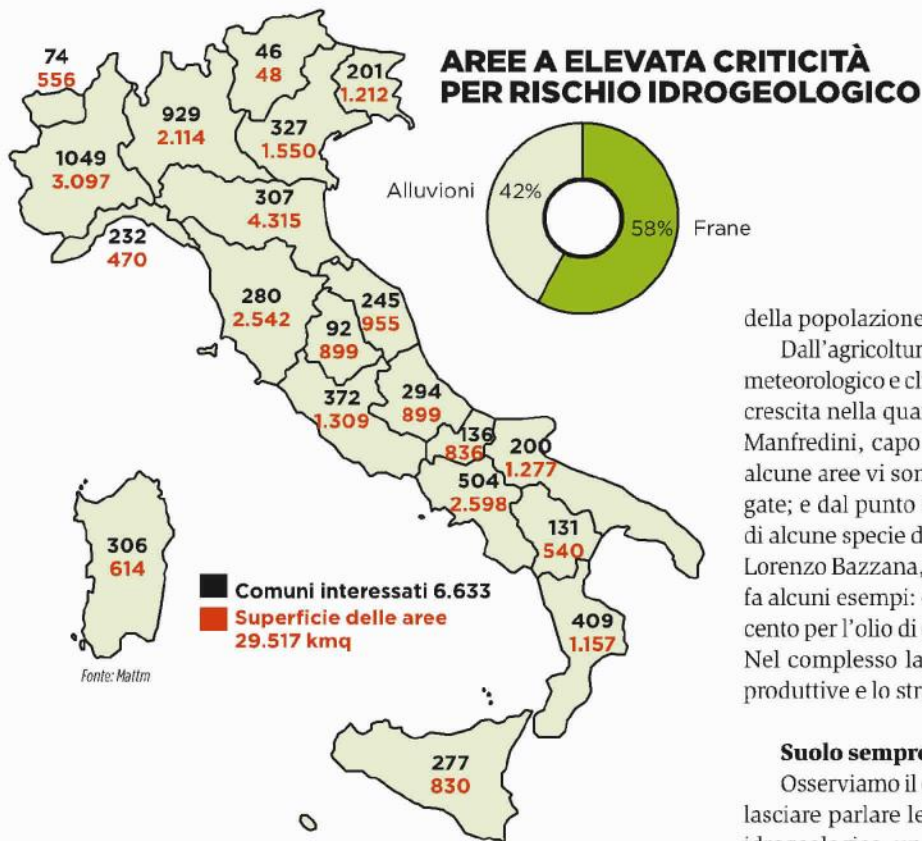 AREE A ELEVATA CRITICITÀ
PER RISCHIO IDROGEOLOGICO
Alluvioni
42%
58%
Frane
74
556
46
48
201
1.212
929
2.114
327
1.550
1049
3.097
307
4.315
232
470
280
2.542
245
955
92
899
372
1.309
294
899
136
836
200
1.277
504
2.598
131
540
306
614
409
1.157
277
830
Comuni interessati 6.633
Superficie delle aree
29.517 kmq
Fonte: Mattm
della popolazione
Dall'agricoltur
meteorologico e cl
crescita nella qua
Manfredini, capo
alcune aree vi son
gate; e dal punto
di alcune specie d
Lorenzo Bazzana,
fa alcuni esempi:
cento per l'olio di
Nel complesso la
produttive e lo str
Suolo sempre
Osserviamo il
lasciare parlare le